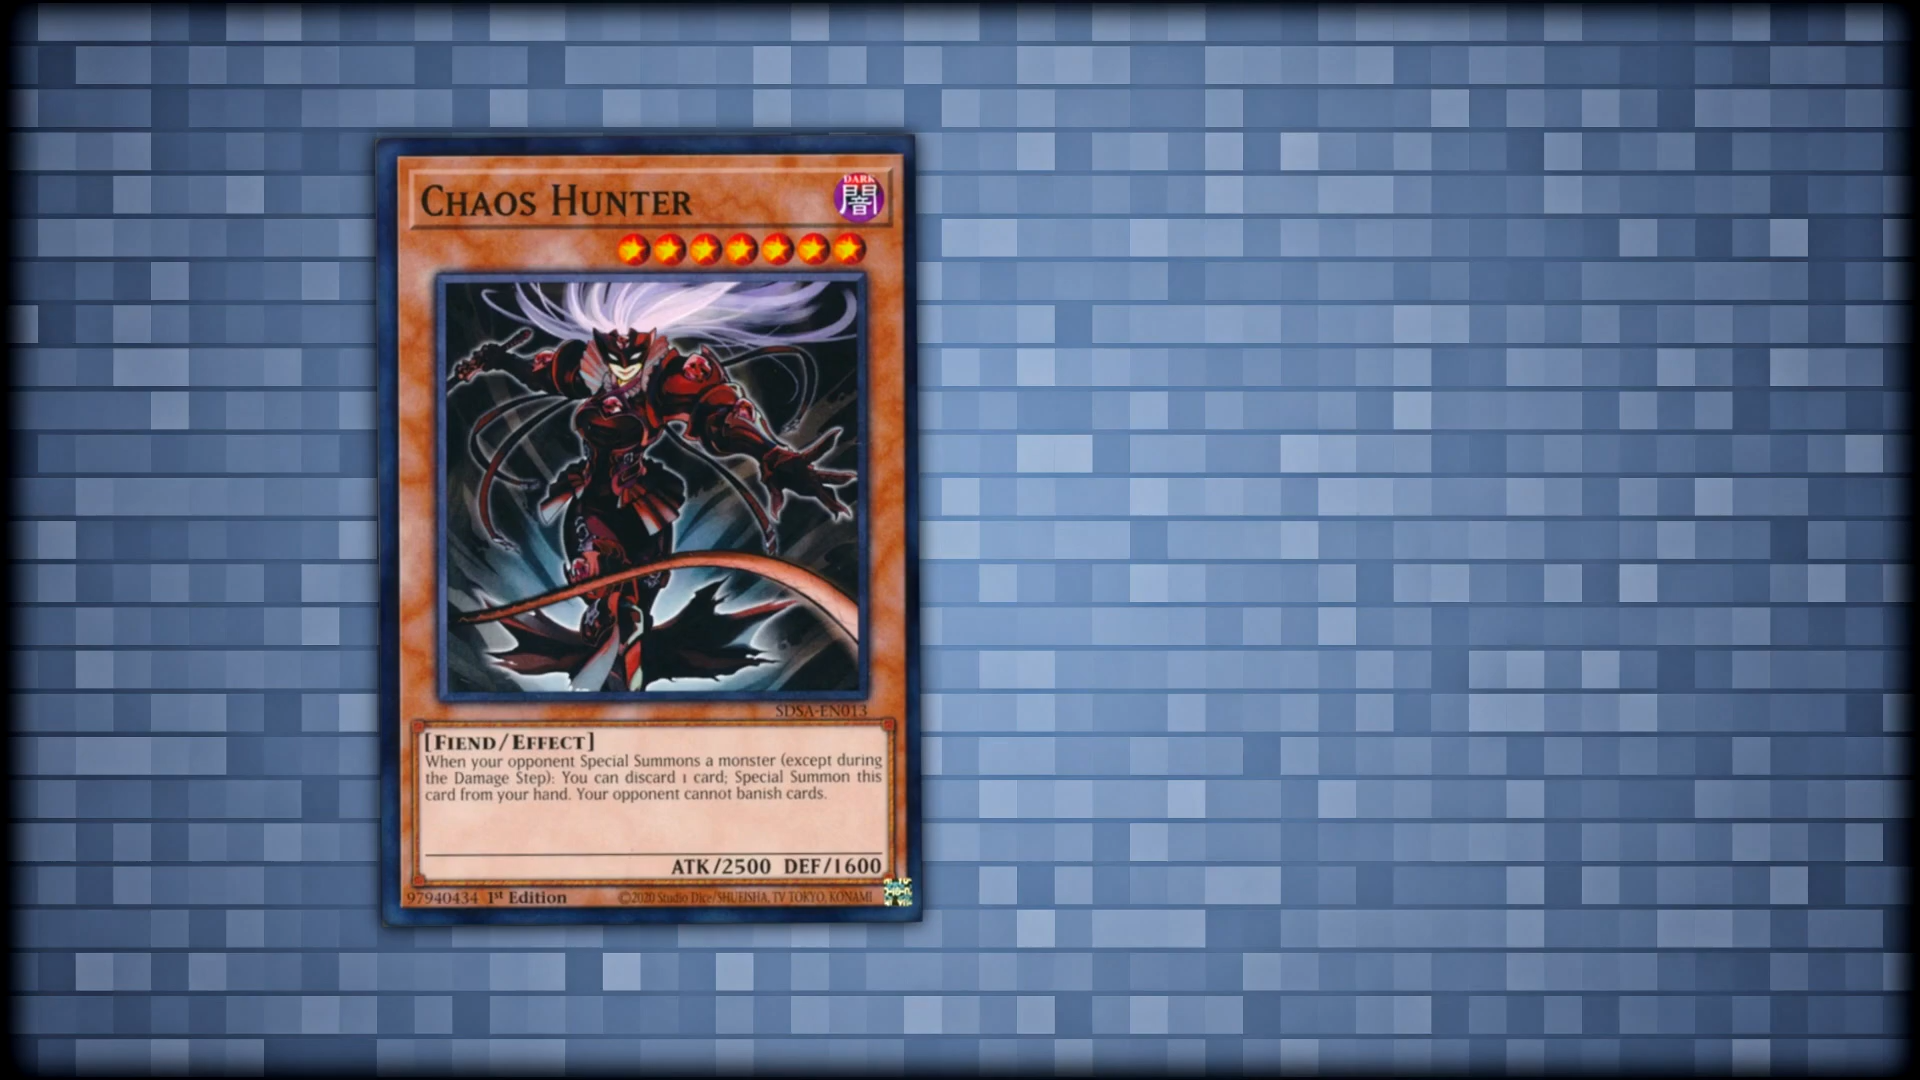 CHAOS HUNTER
DARK
闇
SDSA-EN013
[FIEND/EFFECT]
When your opponent Special Summons a monster (except during
the Damage Step): You can discard 1 card; Special Summon this
card from your hand. Your opponent cannot banish cards.
ATK/2500 DEF/1600
97940434 1st Edition ©2020 Studio Dice/SHUEISHA, TV TOKYO, KONAMI